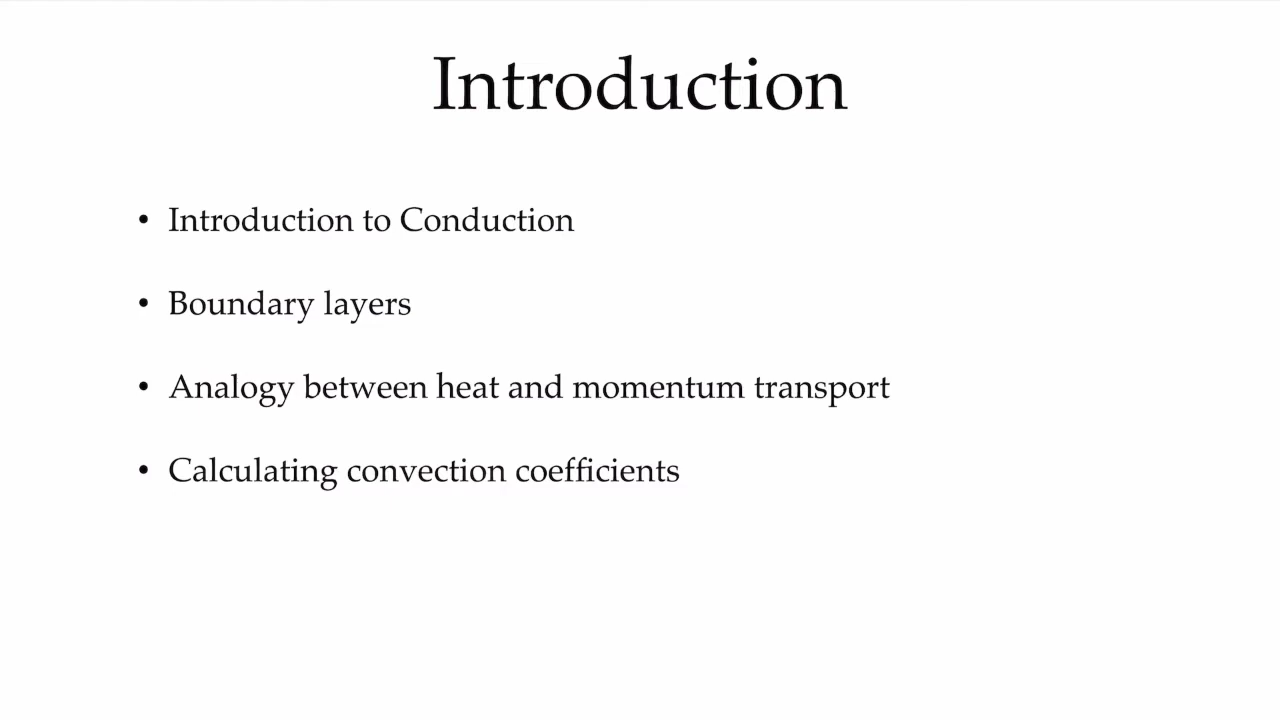 Introduction
• Introduction to Conduction
• Boundary layers
• Analogy between heat and momentum transport
• Calculating convection coefficients